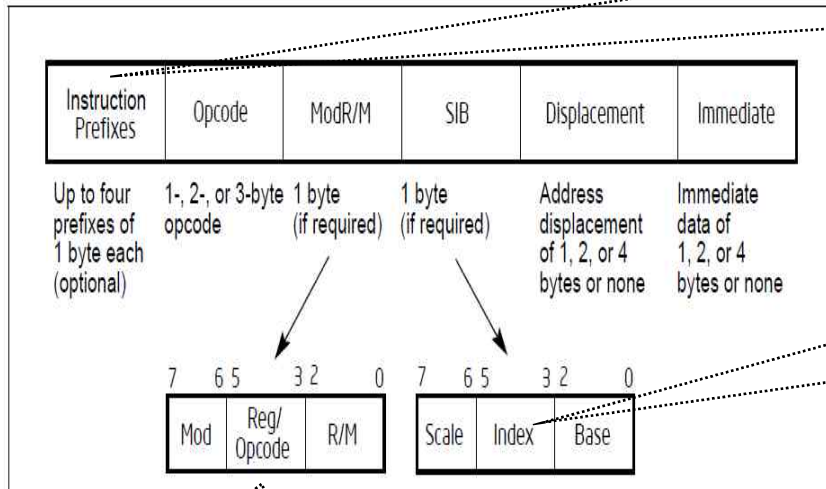 Instruction Prefixes Opcode ModR/M SIB Displacement Immediate
Up to four prefixes of 1 byte each (optional)
1-, 2-, or 3-byte opcode
1 byte (if required)
1 byte (if required)
Address displacement of 1, 2, or 4 bytes or none
Immediate data of 1, 2, or 4 bytes or none
7 6 5 3 2 0
Mod Reg/Opcode R/M
7 6 5 3 2 0
Scale Index Base